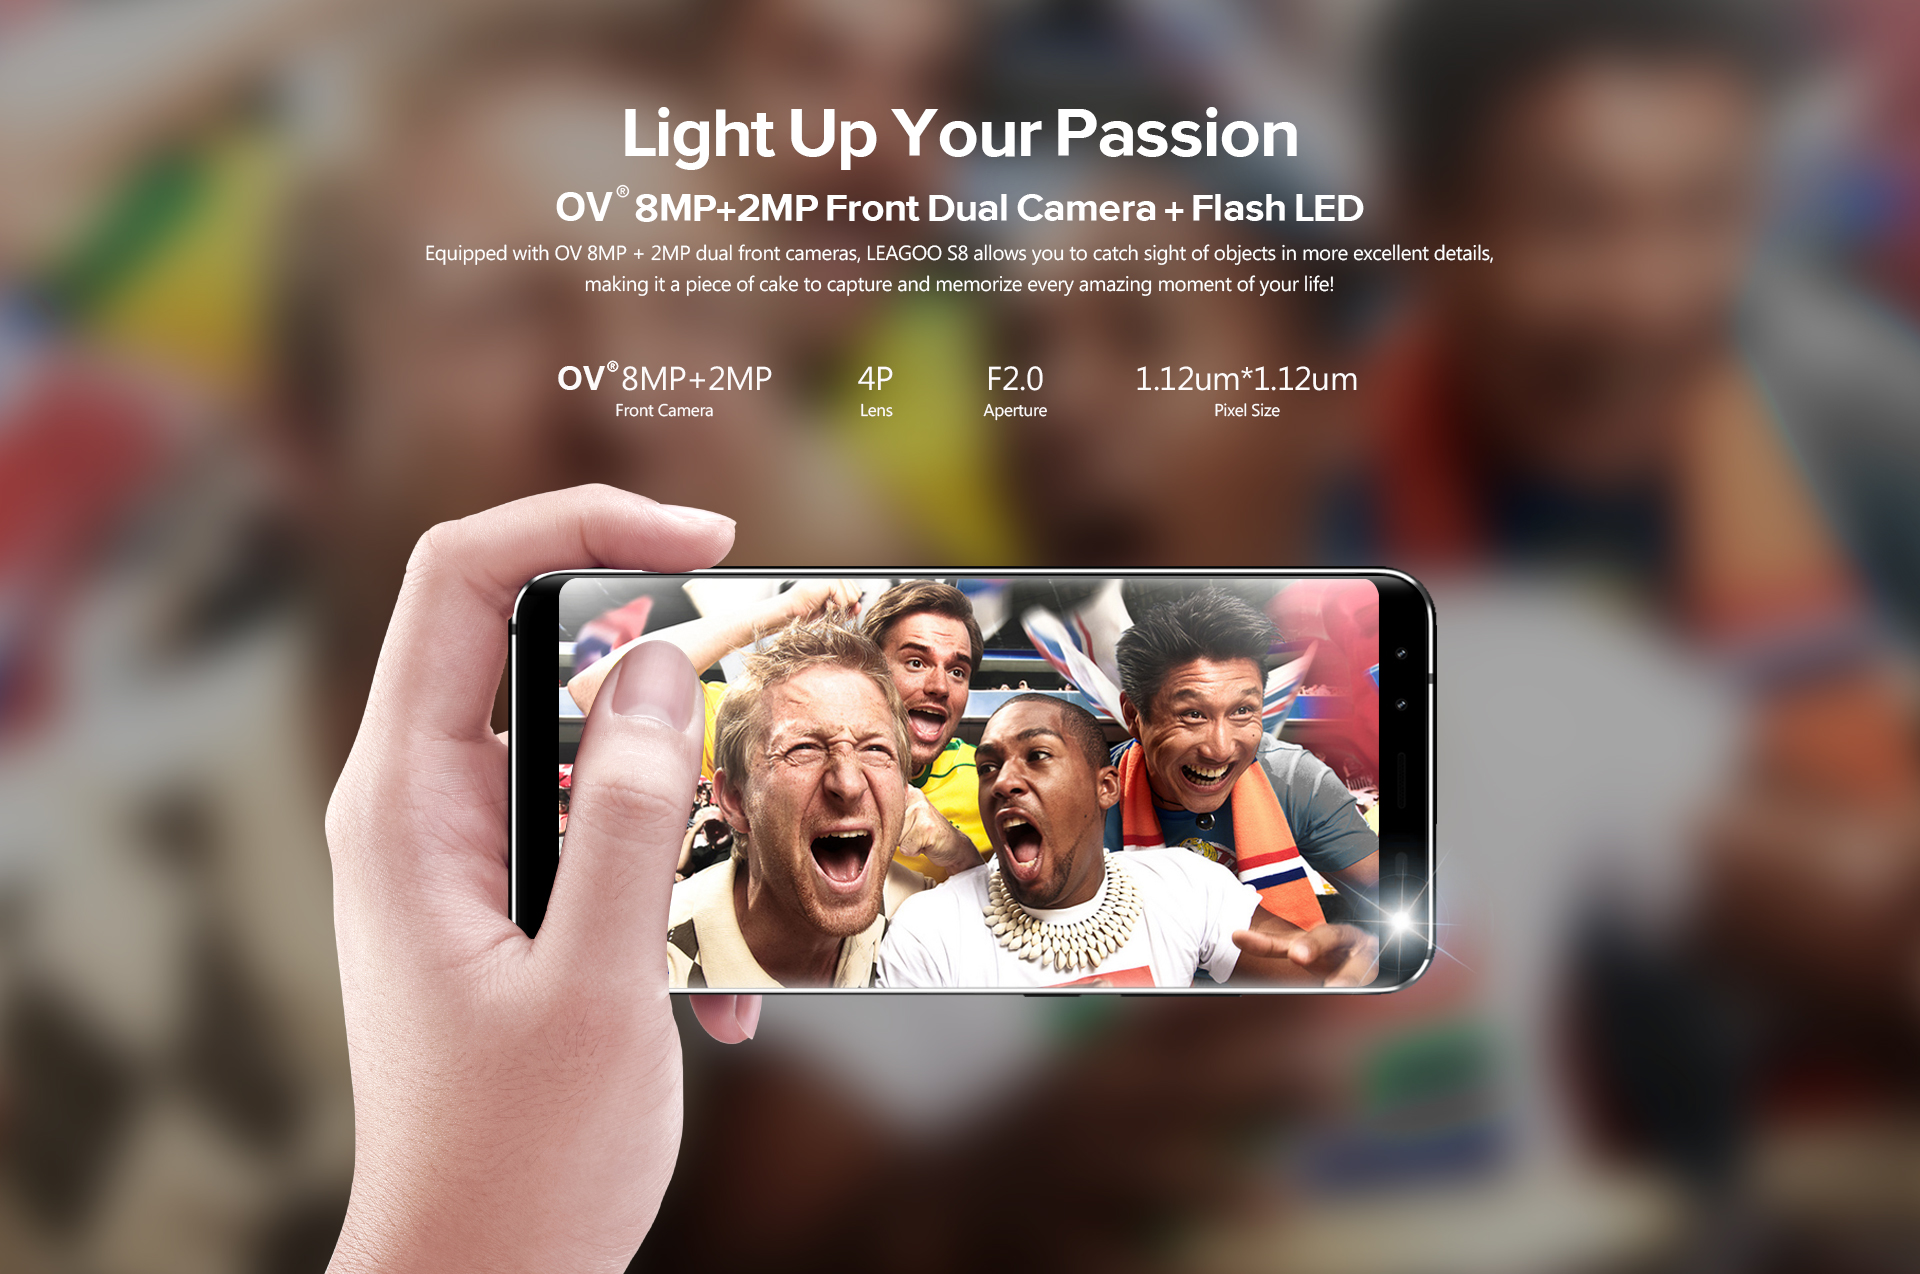 Light Up Your Passion
OV® 8MP+2MP Front Dual Camera + Flash LED
Equipped with OV 8MP + 2MP dual front cameras, LEAGOO S8 allows you to catch sight of objects in more excellent details,
making it a piece of cake to capture and memorize every amazing moment of your life!
OV® 8MP+2MP 4P F2.0 1.12um*1.12um
Front Camera Lens Aperture Pixel Size